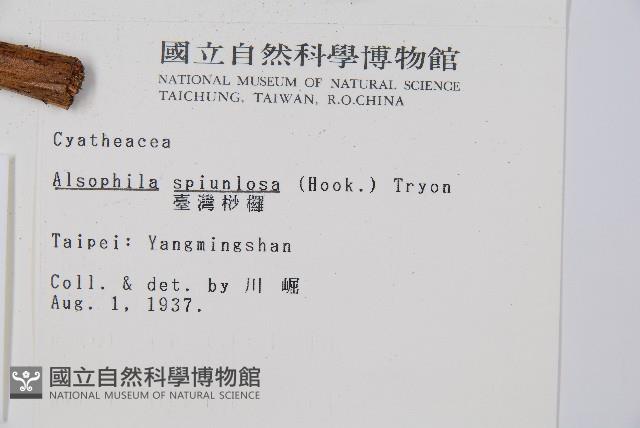 國立自然科學博物館
NATIONAL MUSEUM OF NATURAL SCIENCE
TAICHUNG, TAIWAN, R.O.CHINA
Cyatheacea
Alsophila spiunlosa (Hook.) Tryon
臺灣桫欏
Taipei: Yangmingshan
Coll. & det. by 川 崛
Aug. 1, 1937.
國立自然科學博物館
NATIONAL MUSEUM OF NATURAL SCIENCE